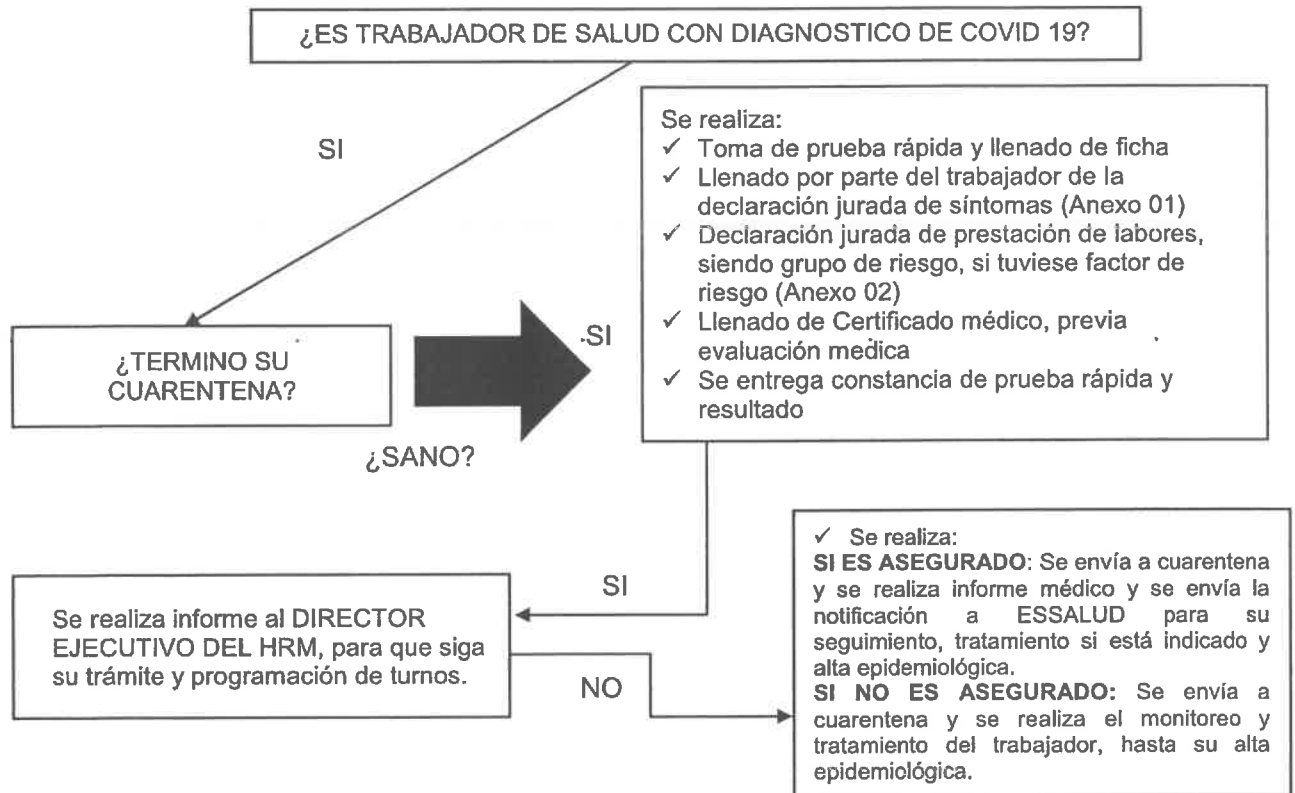 ¿ES TRABAJADOR DE SALUD CON DIAGNOSTICO DE COVID 19?
SI
Se realiza:
✓ Toma de prueba rápida y llenado de ficha
✓ Llenado por parte del trabajador de la
declaración jurada de síntomas (Anexo 01)
✓ Declaración jurada de prestación de labores,
siendo grupo de riesgo, si tuviese factor de
riesgo (Anexo 02)
✓ Llenado de Certificado médico, previa
evaluación medica
✓ Se entrega constancia de prueba rápida y
resultado
¿TERMINO SU
CUARENTENA?
SI
¿SANO?
SI
Se realiza informe al DIRECTOR
EJECUTIVO DEL HRM, para que siga
su trámite y programación de turnos.
NO
✓ Se realiza:
SI ES ASEGURADO: Se envía a cuarentena
y se realiza informe médico y se envía la
notificación a ESSALUD para su
seguimiento, tratamiento si está indicado y
alta epidemiológica.
SI NO ES ASEGURADO: Se envía a
cuarentena y se realiza el monitoreo y
tratamiento del trabajador, hasta su alta
epidemiológica.